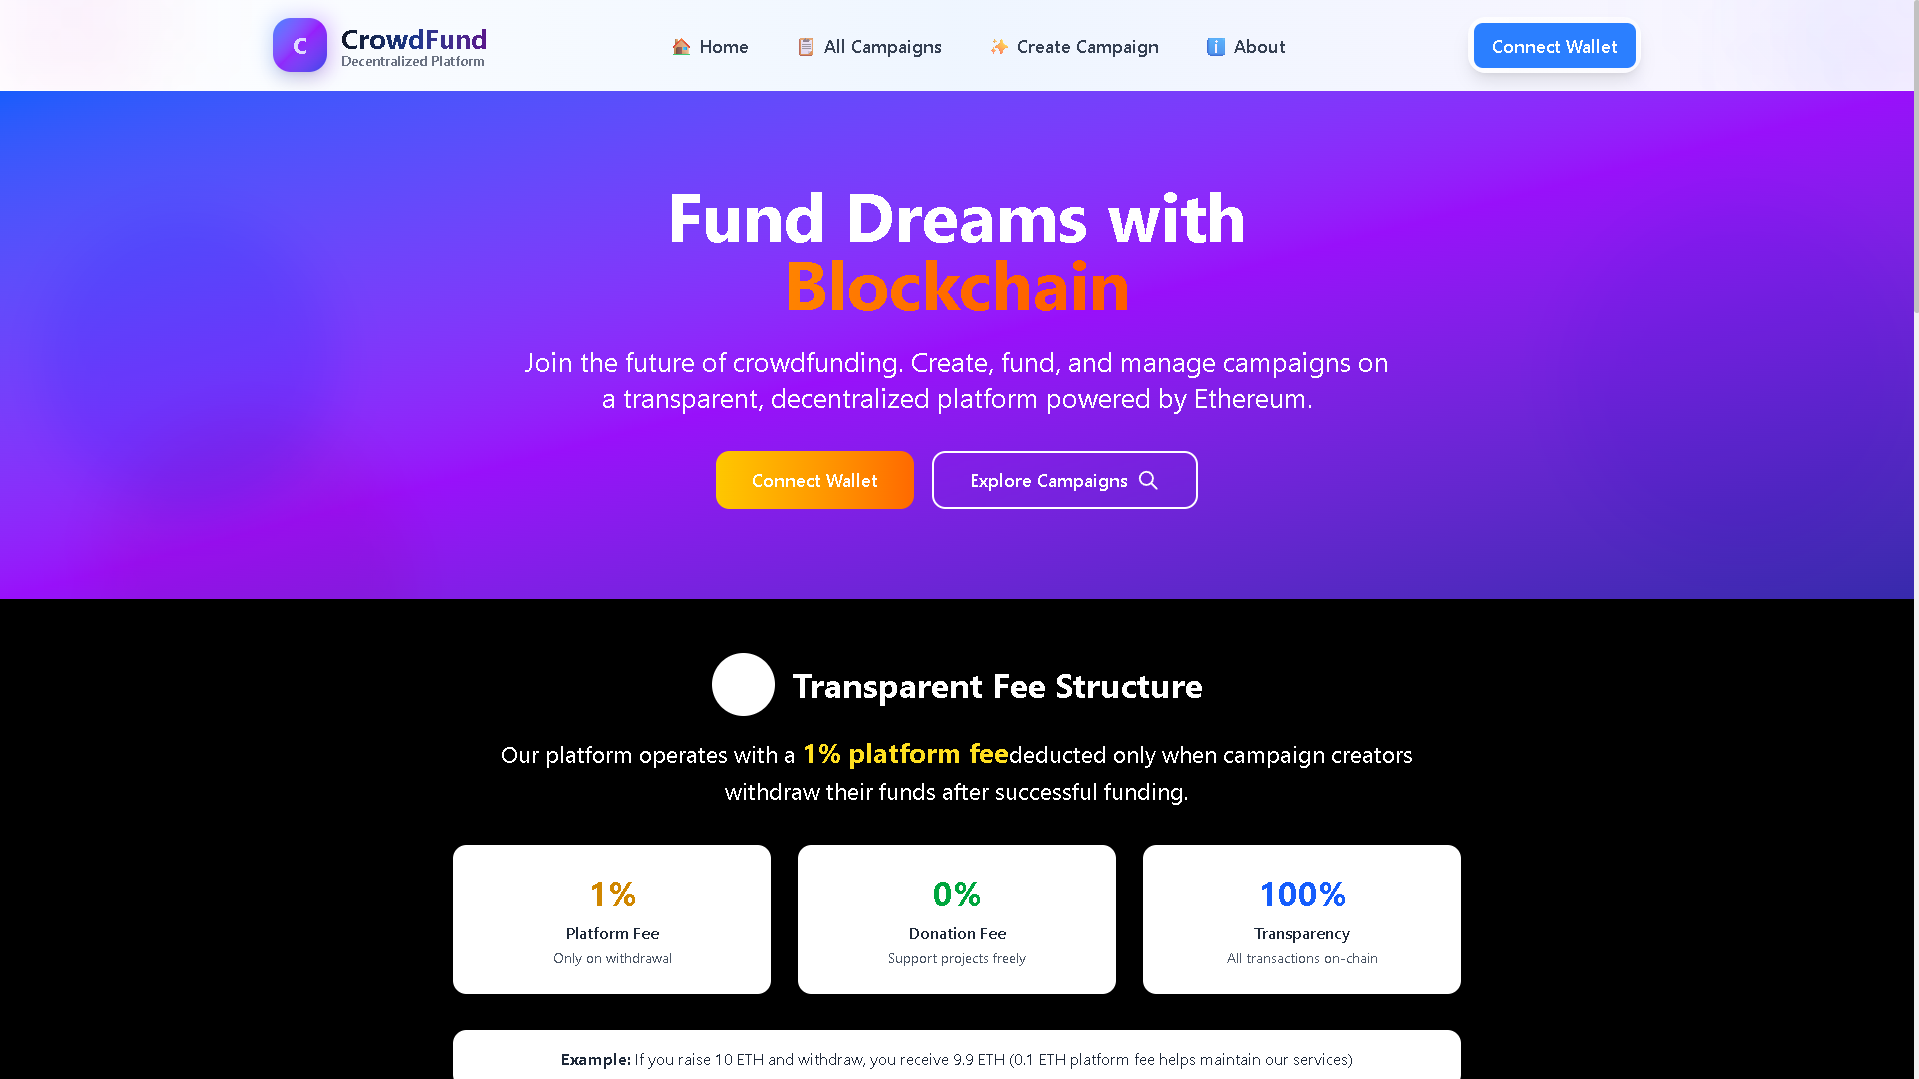 C
CrowdFund
Decentralized Platform
Home
All Campaigns
Create Campaign
About
Connect Wallet
Fund Dreams with
Blockchain
Join the future of crowdfunding. Create, fund, and manage campaigns on
a transparent, decentralized platform powered by Ethereum.
Connect Wallet
Explore Campaigns
Transparent Fee Structure
Our platform operates with a 1% platform feededucted only when campaign creators
withdraw their funds after successful funding.
1%
Platform Fee
Only on withdrawal
0%
Donation Fee
Support projects freely
100%
Transparency
All transactions on-chain
Example: If you raise 10 ETH and withdraw, you receive 9.9 ETH (0.1 ETH platform fee helps maintain our services)